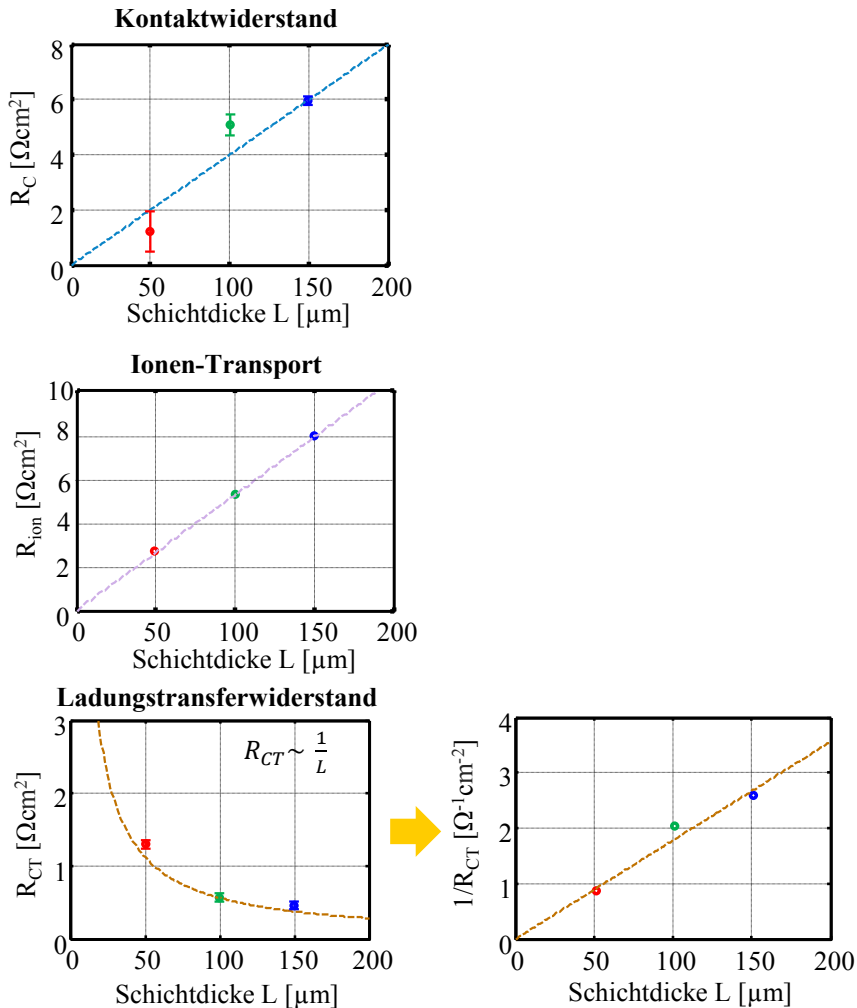 Kontaktwiderstand
8
6
4
2
0
R_C [Ωcm²]
0 50 100 150 200
Schichtdicke L [µm]
Ionen-Transport
10
8
6
4
2
0
R_ion [Ωcm²]
0 50 100 150 200
Schichtdicke L [µm]
Ladungstransferwiderstand
3
2
1
0
R_CT [Ωcm²]
R_CT ~ 1/L
0 50 100 150 200
Schichtdicke L [µm]
4
3
2
1
0
1/R_CT [Ω⁻¹cm⁻²]
0 50 100 150 200
Schichtdicke L [µm]